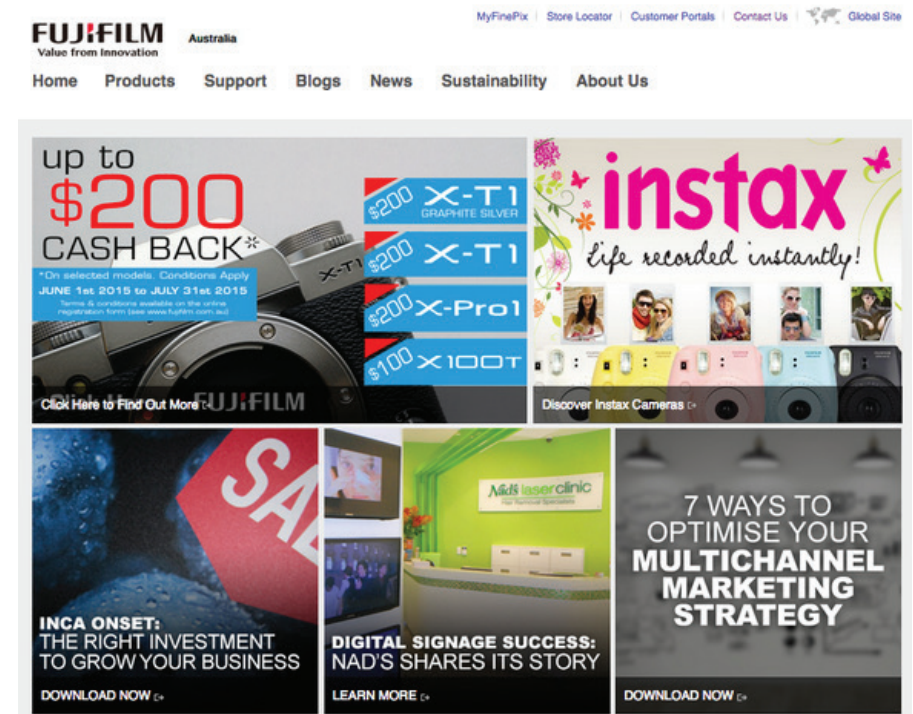 MyFinePix Store Locator Customer Portals Contact Us Global Site
FUJIFILM
Value from Innovation
Australia
Home Products Support Blogs News Sustainability About Us
up to
$200
CASH BACK*
*On selected models. Conditions Apply
JUNE 1st 2015 to JULY 31st 2015
Terms & conditions available on the online
registration form (see www.fujifilm.com.au)
X-T1
$200 X-T1
GRAPHITE SILVER
$200 X-T1
$200 X-Pro1
$100 X100T
FUJIFILM
Click Here to Find Out More
instax
Life recorded instantly!
Discover Instax Cameras
SAL
INCA ONSET:
THE RIGHT INVESTMENT
TO GROW YOUR BUSINESS
DOWNLOAD NOW
Nad's laser clinic
Hair Removal Specialists
DIGITAL SIGNAGE SUCCESS:
NAD'S SHARES ITS STORY
LEARN MORE
7 WAYS TO
OPTIMISE YOUR
MULTICHANNEL
MARKETING
STRATEGY
DOWNLOAD NOW